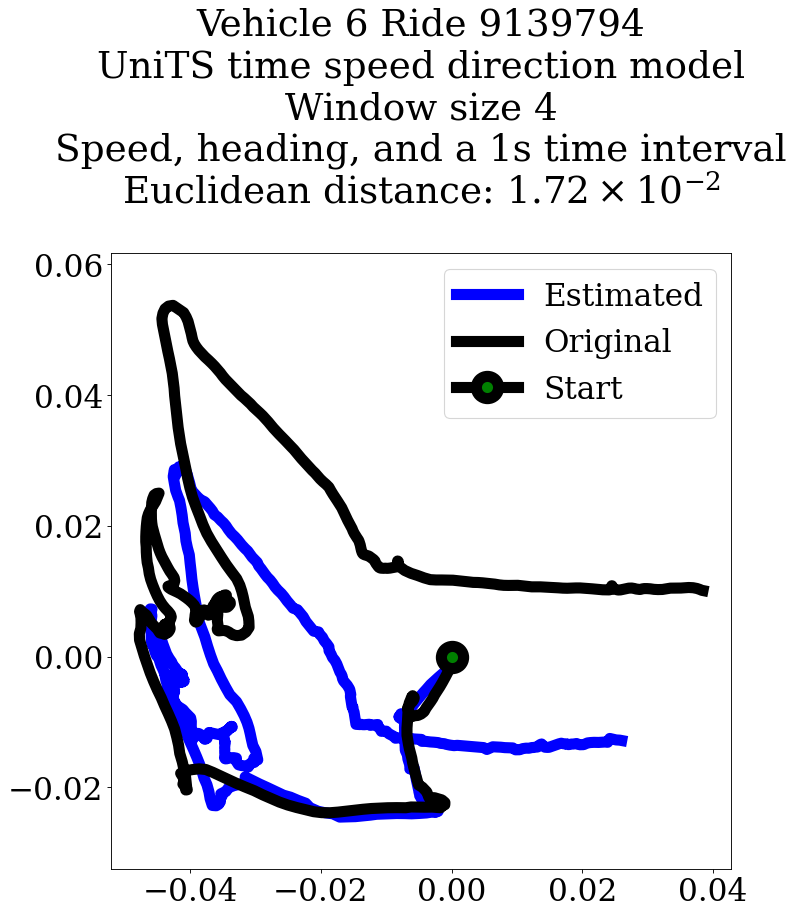 Vehicle 6 Ride 9139794
UniTS time speed direction model
Window size 4
Speed, heading, and a 1s time interval
Euclidean distance: 1.72 × 10⁻²
Estimated
Original
Start
0.06
0.04
0.02
0.00
−0.02
−0.04 −0.02 0.00 0.02 0.04